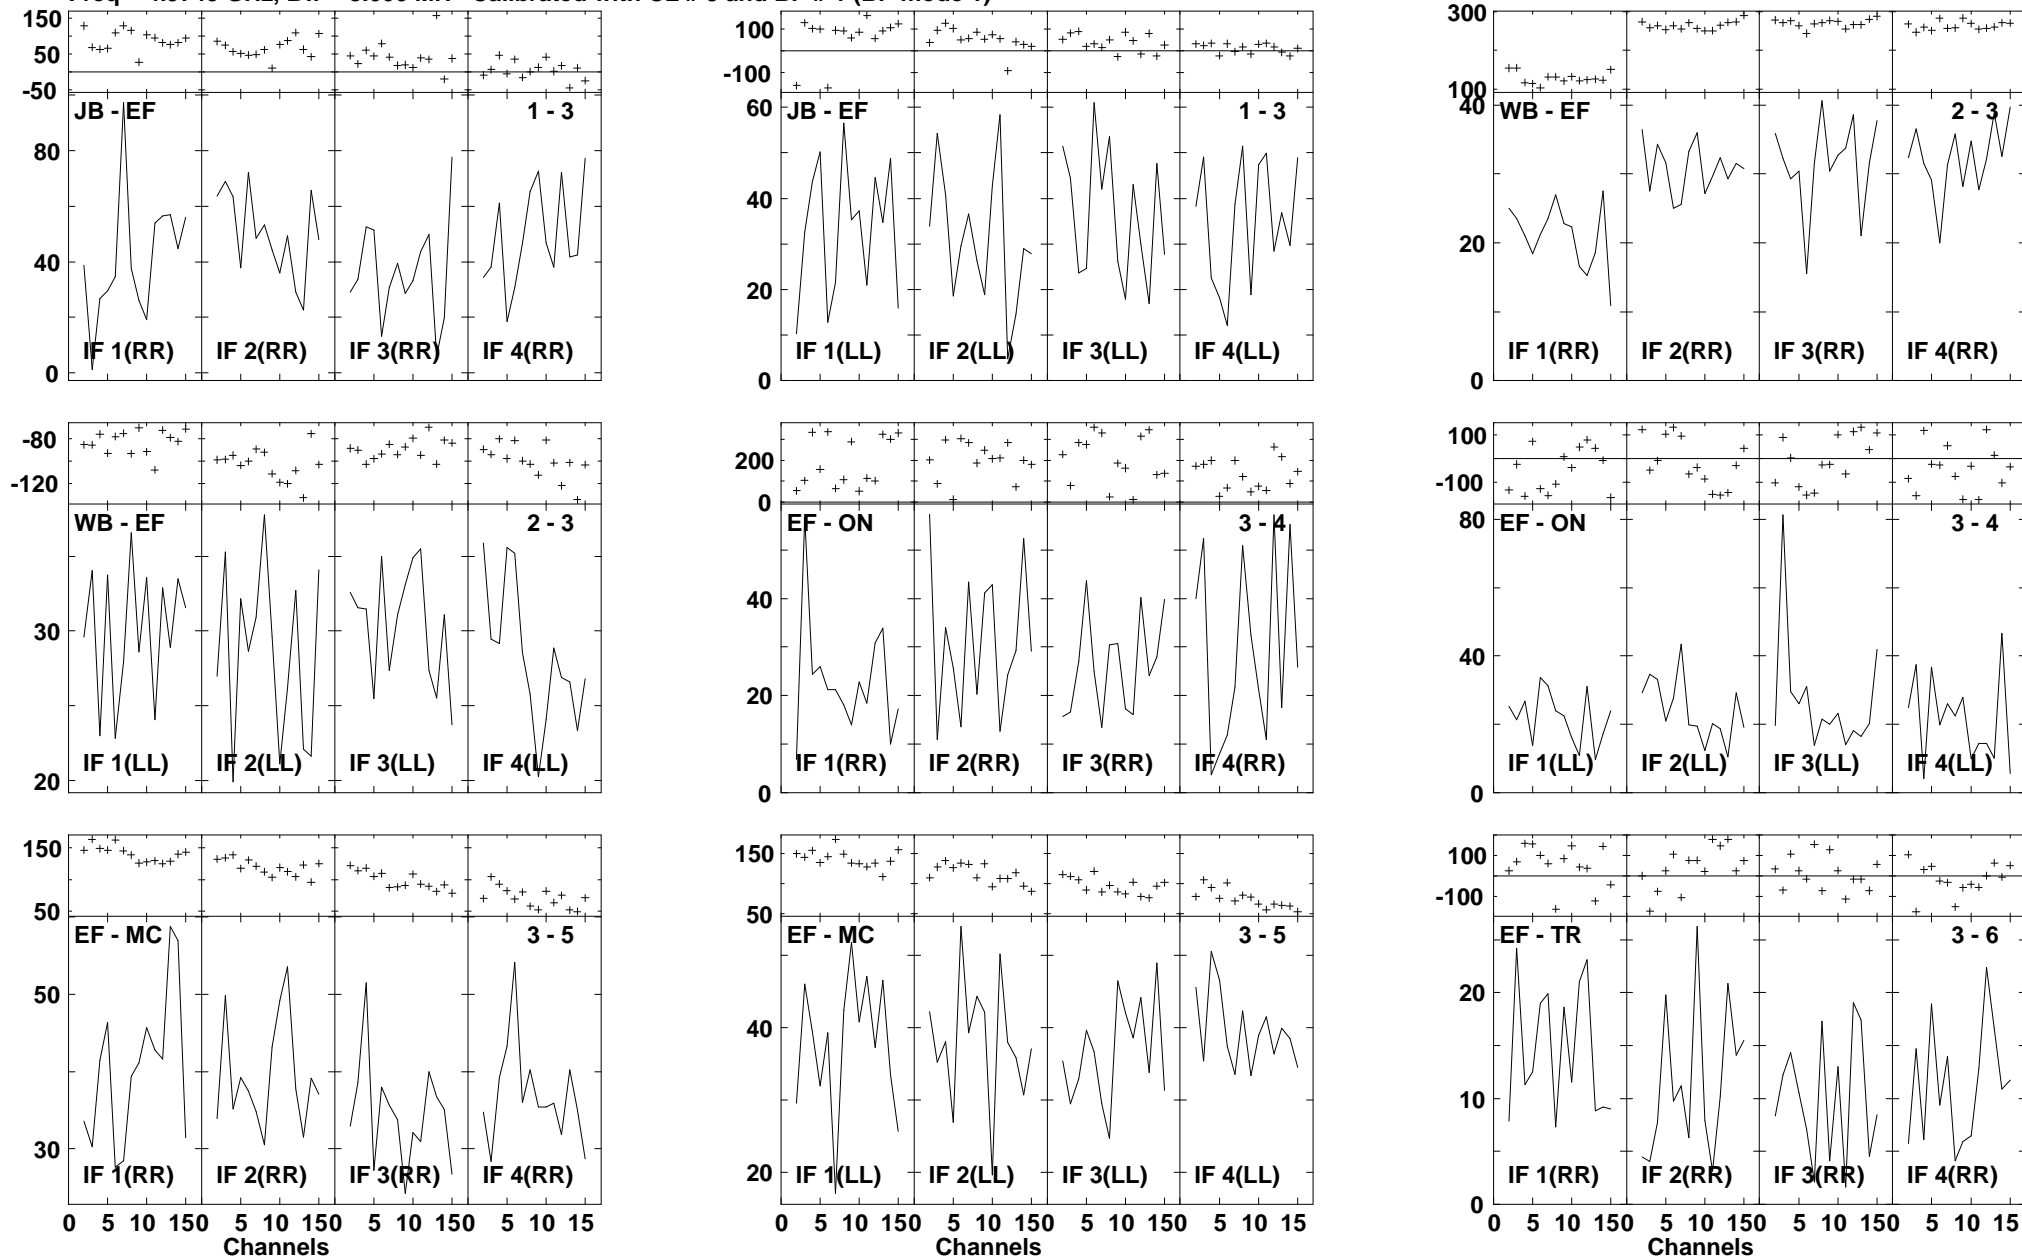 150
50
-50
JB - EF
1 - 3
80
40
0
IF 1(RR)
IF 2(RR)
IF 3(RR)
IF 4(RR)
100
-100
JB - EF
1 - 3
60
40
20
0
IF 1(LL)
IF 2(LL)
IF 3(LL)
IF 4(LL)
300
100
WB - EF
2 - 3
40
20
0
IF 1(RR)
IF 2(RR)
IF 3(RR)
IF 4(RR)
-80
-120
WB - EF
2 - 3
30
20
IF 1(LL)
IF 2(LL)
IF 3(LL)
IF 4(LL)
200
0
EF - ON
3 - 4
40
20
0
IF 1(RR)
IF 2(RR)
IF 3(RR)
IF 4(RR)
100
-100
EF - ON
3 - 4
80
40
0
IF 1(LL)
IF 2(LL)
IF 3(LL)
IF 4(LL)
150
50
EF - MC
3 - 5
50
30
IF 1(RR)
IF 2(RR)
IF 3(RR)
IF 4(RR)
0 5 10 150 5 10 150 5 10 150 5 10 15
Channels
150
50
EF - MC
3 - 5
40
20
IF 1(LL)
IF 2(LL)
IF 3(LL)
IF 4(LL)
0 5 10 150 5 10 150 5 10 150 5 10 15
Channels
100
-100
EF - TR
3 - 6
20
10
0
IF 1(RR)
IF 2(RR)
IF 3(RR)
IF 4(RR)
0 5 10 150 5 10 150 5 10 150 5 10 15
Channels